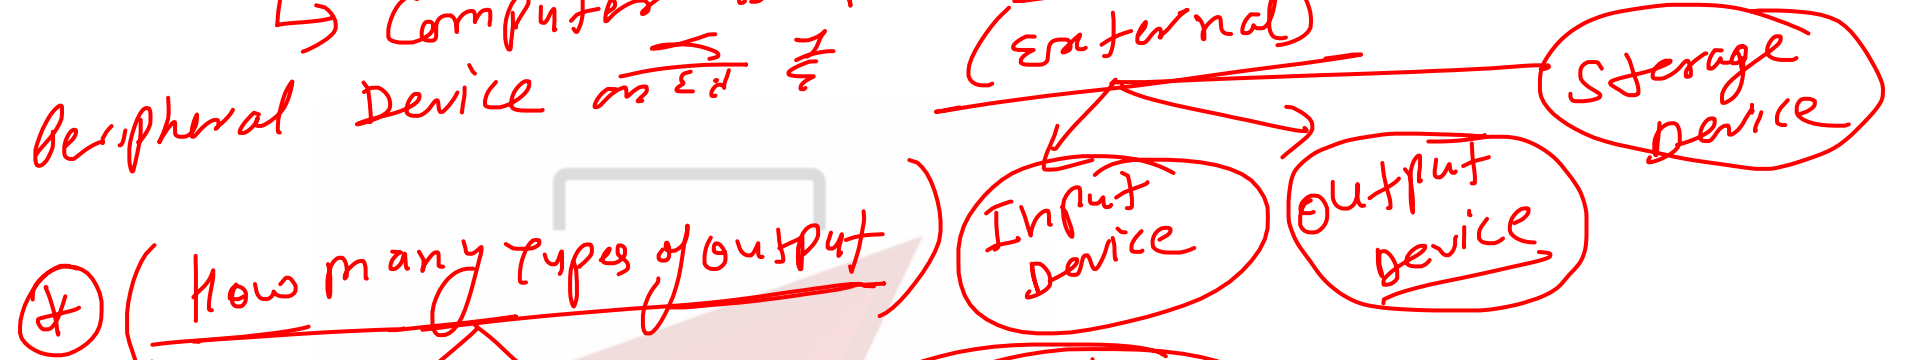 ↳ Computer
(External)
Peripheral Device
Storage
Device
Input
Device
Output
Device
(How many Types of output)